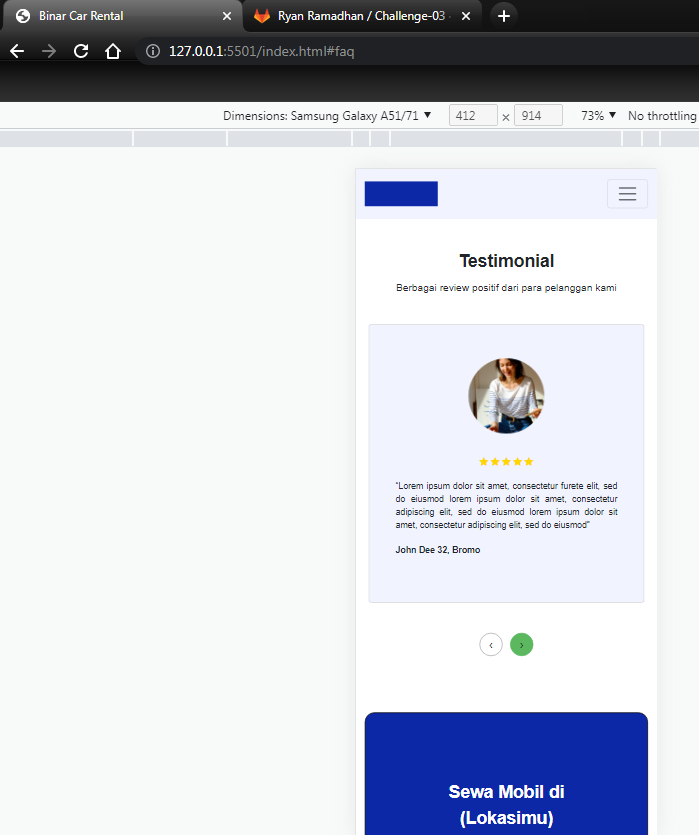 Binar Car Rental
Ryan Ramadhan / Challenge-03
127.0.0.1:5501/index.html#faq
Dimensions: Samsung Galaxy A51/71 ▼ 412 × 914 73% ▼ No throttling
Testimonial
Berbagai review positif dari para pelanggan kami
"Lorem ipsum dolor sit amet, consectetur furete elit, sed
do eiusmod lorem ipsum dolor sit amet, consectetur
adipiscing elit, sed do eiusmod lorem ipsum dolor sit
amet, consectetur adipiscing elit, sed do eiusmod"
John Dee 32, Bromo
Sewa Mobil di
(Lokasimu)